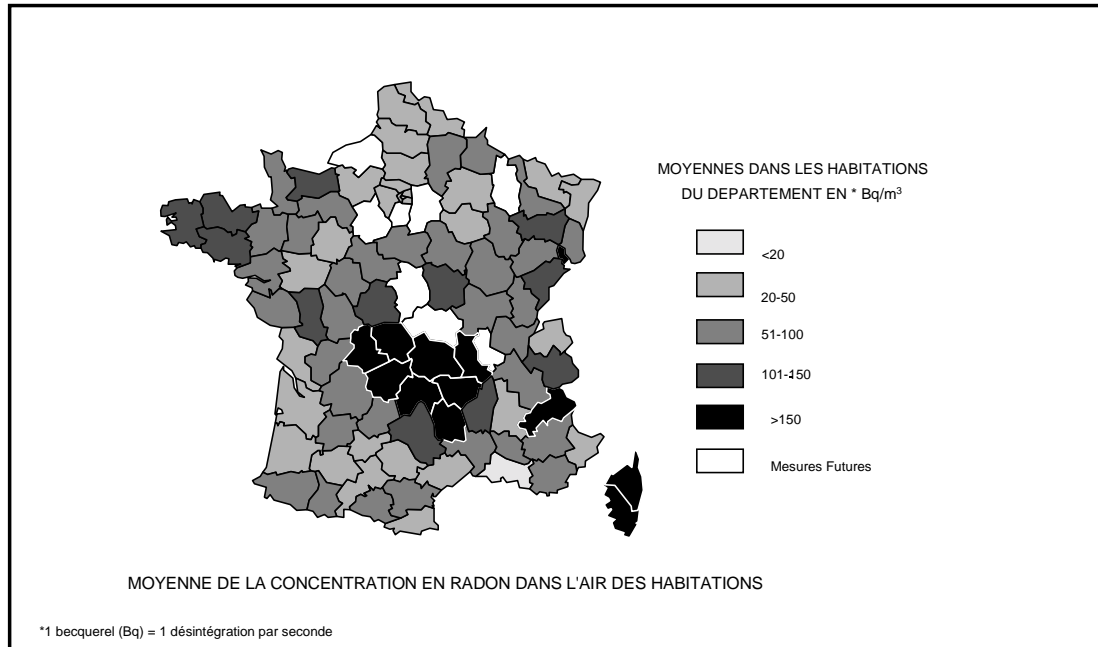 MOYENNES DANS LES HABITATIONS
DU DEPARTEMENT EN * Bq/m³
<20
20-50
51-100
101-150
>150
Mesures Futures
MOYENNE DE LA CONCENTRATION EN RADON DANS L'AIR DES HABITATIONS
*1 becquerel (Bq) = 1 désintégration par seconde